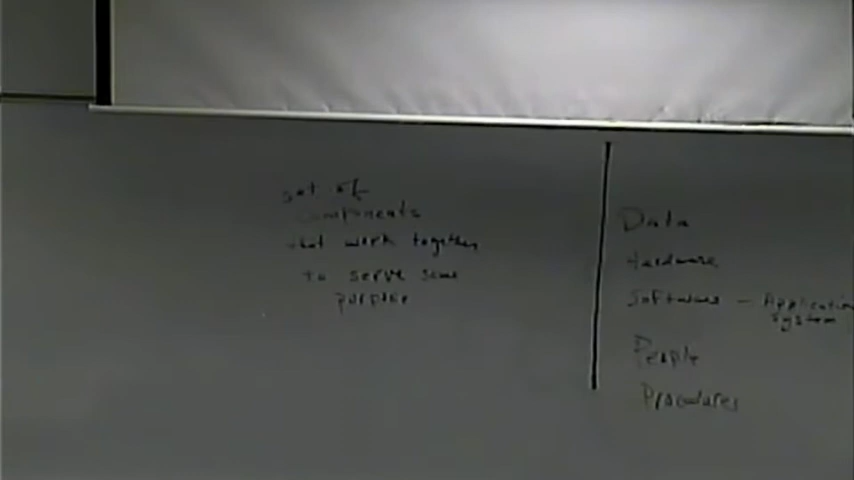 set of
components
that work together
to serve some
purpose
Data
Hardware
Software - Application
System
People
Procedures